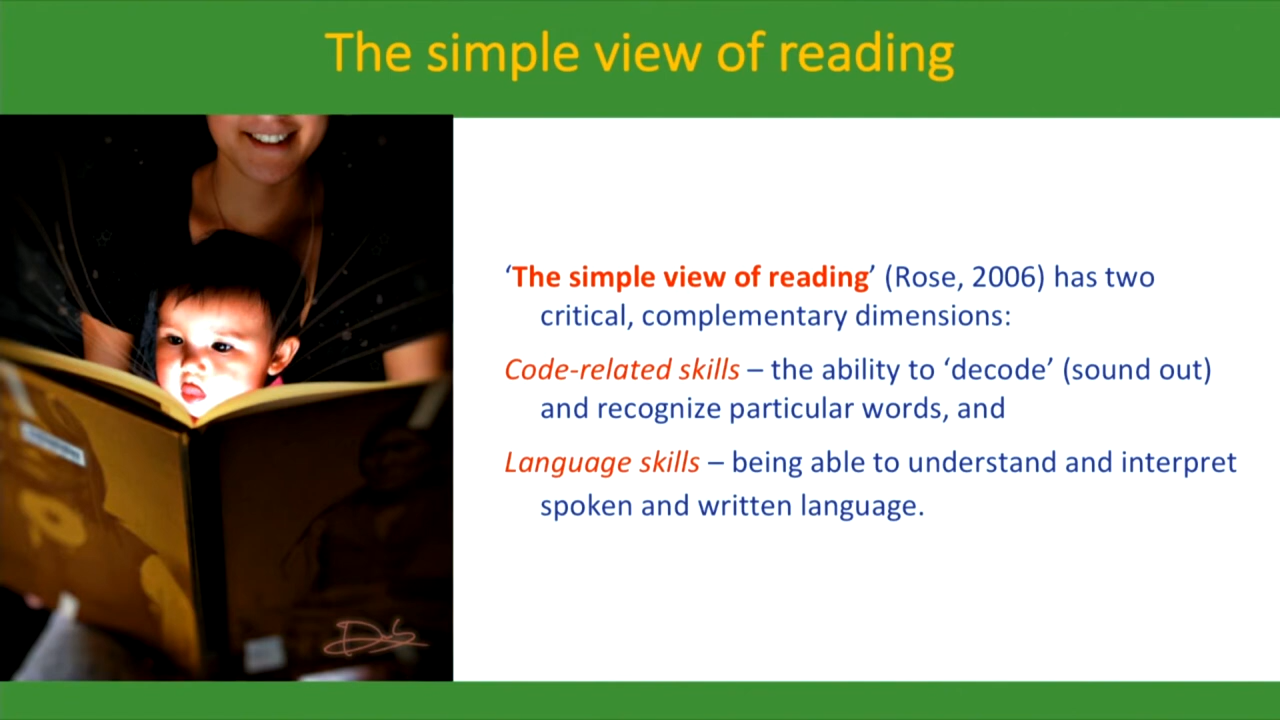 The simple view of reading
‘The simple view of reading’ (Rose, 2006) has two
critical, complementary dimensions:
Code-related skills – the ability to ‘decode’ (sound out)
and recognize particular words, and
Language skills – being able to understand and interpret
spoken and written language.